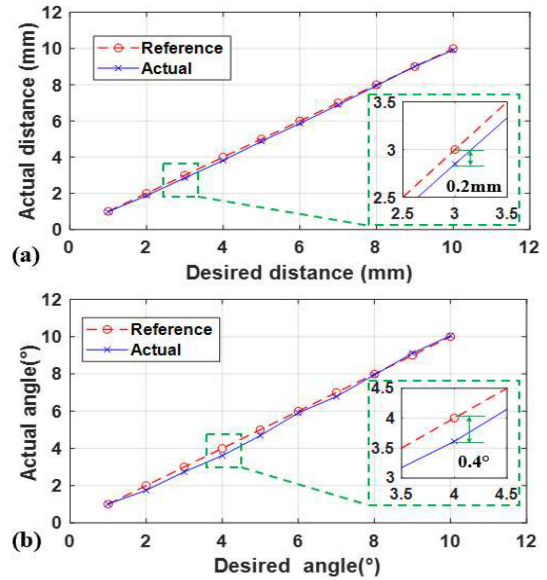 12
10
8
6
4
2
0
Actual distance (mm)
Reference
Actual
3.5
3
2.5
2.5 3 3.5
0.2mm
0 2 4 6 8 10 12
(a)
Desired distance (mm)
12
10
8
6
4
2
0
Actual angle(°)
Reference
Actual
4.5
4
3.5
3
3.5 4 4.5
0.4°
0 2 4 6 8 10 12
(b)
Desired angle(°)